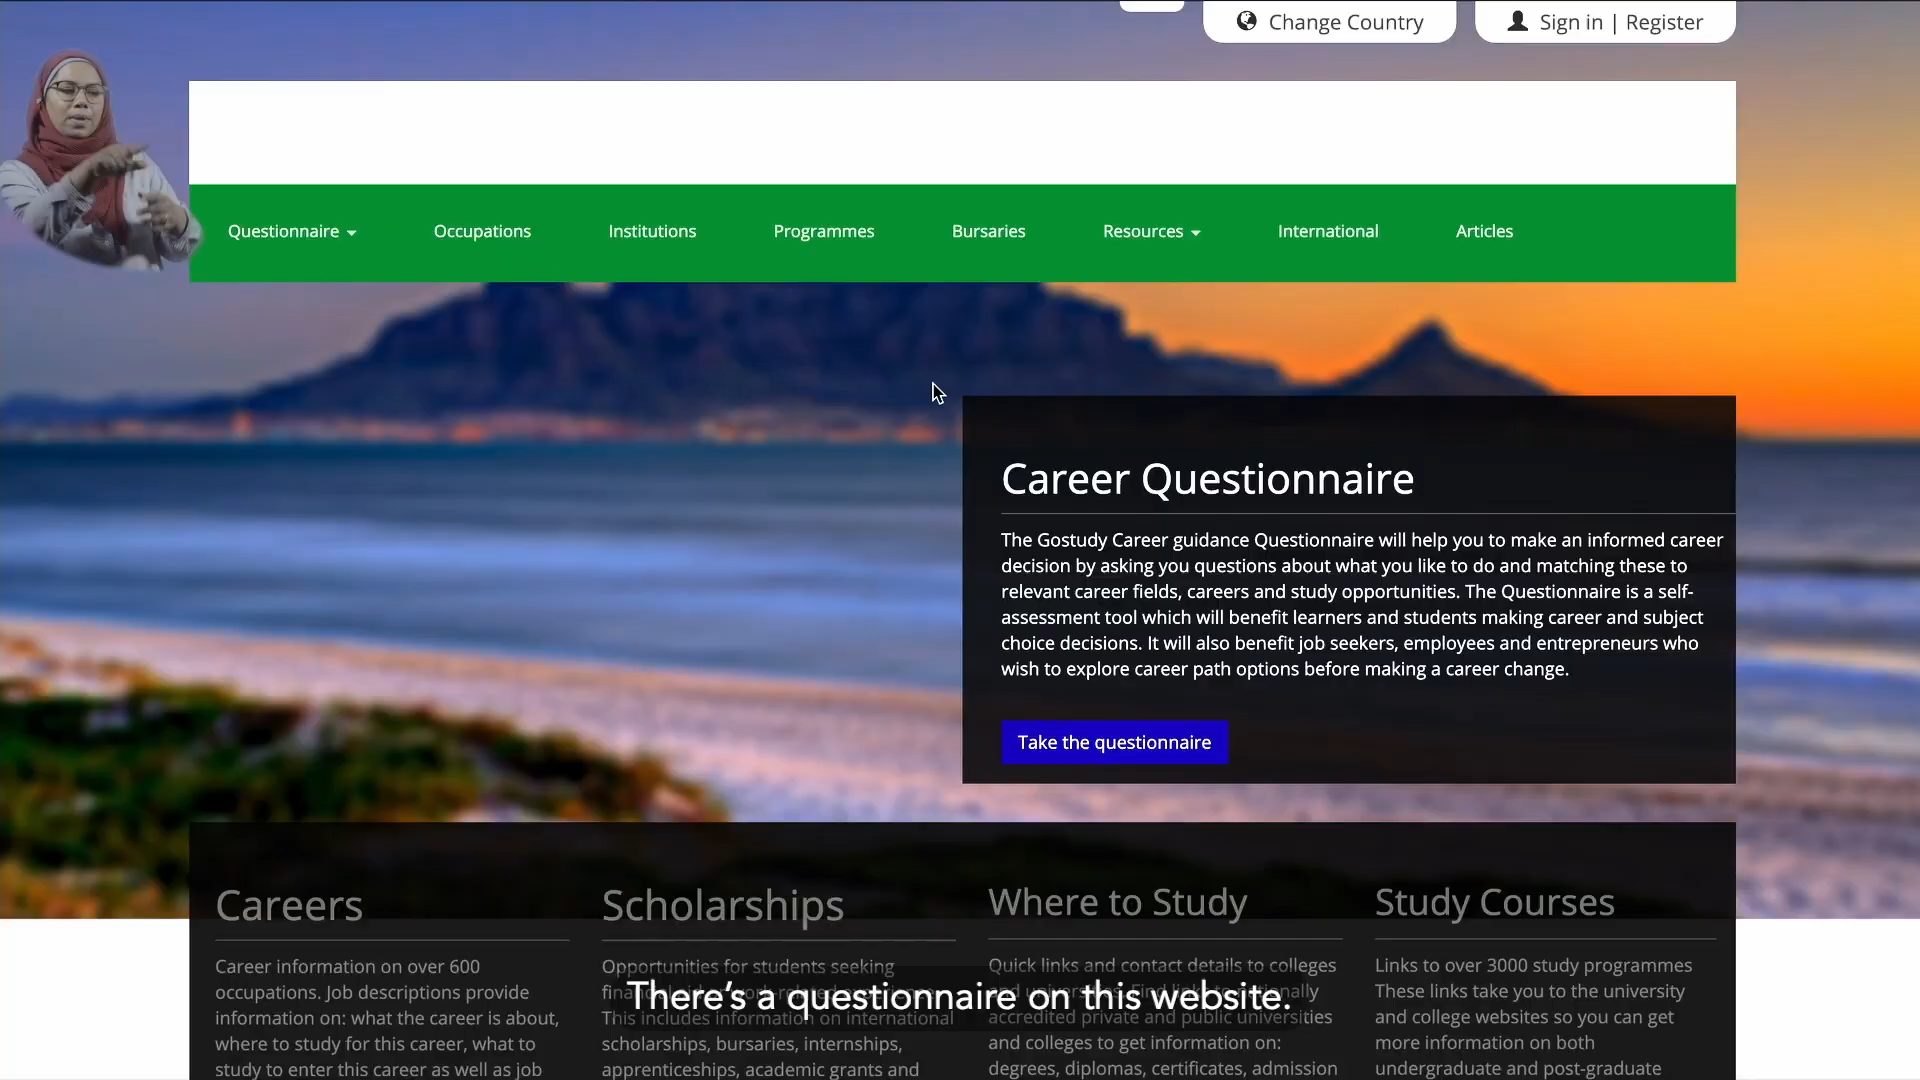 Change Country
Sign in | Register
Questionnaire
Occupations
Institutions
Programmes
Bursaries
Resources
International
Articles
Career Questionnaire
The Gostudy Career guidance Questionnaire will help you to make an informed career
decision by asking you questions about what you like to do and matching these to
relevant career fields, careers and study opportunities. The Questionnaire is a self-
assessment tool which will benefit learners and students making career and subject
choice decisions. It will also benefit job seekers, employees and entrepreneurs who
wish to explore career path options before making a career change.
Take the questionnaire
Careers
Career information on over 600
occupations. Job descriptions provide
information on: what the career is about,
where to study for this career, what to
study to enter this career as well as job
Scholarships
Opportunities for students seeking
This includes information on international
scholarships, bursaries, internships,
apprenticeships, academic grants and
Where to Study
Quick links and contact details to colleges
accredited private and public universities
and colleges to get information on:
degrees, diplomas, certificates, admission
Study Courses
Links to over 3000 study programmes
These links take you to the university
and college websites so you can get
more information on both
undergraduate and post-graduate
There's a questionnaire on this website.